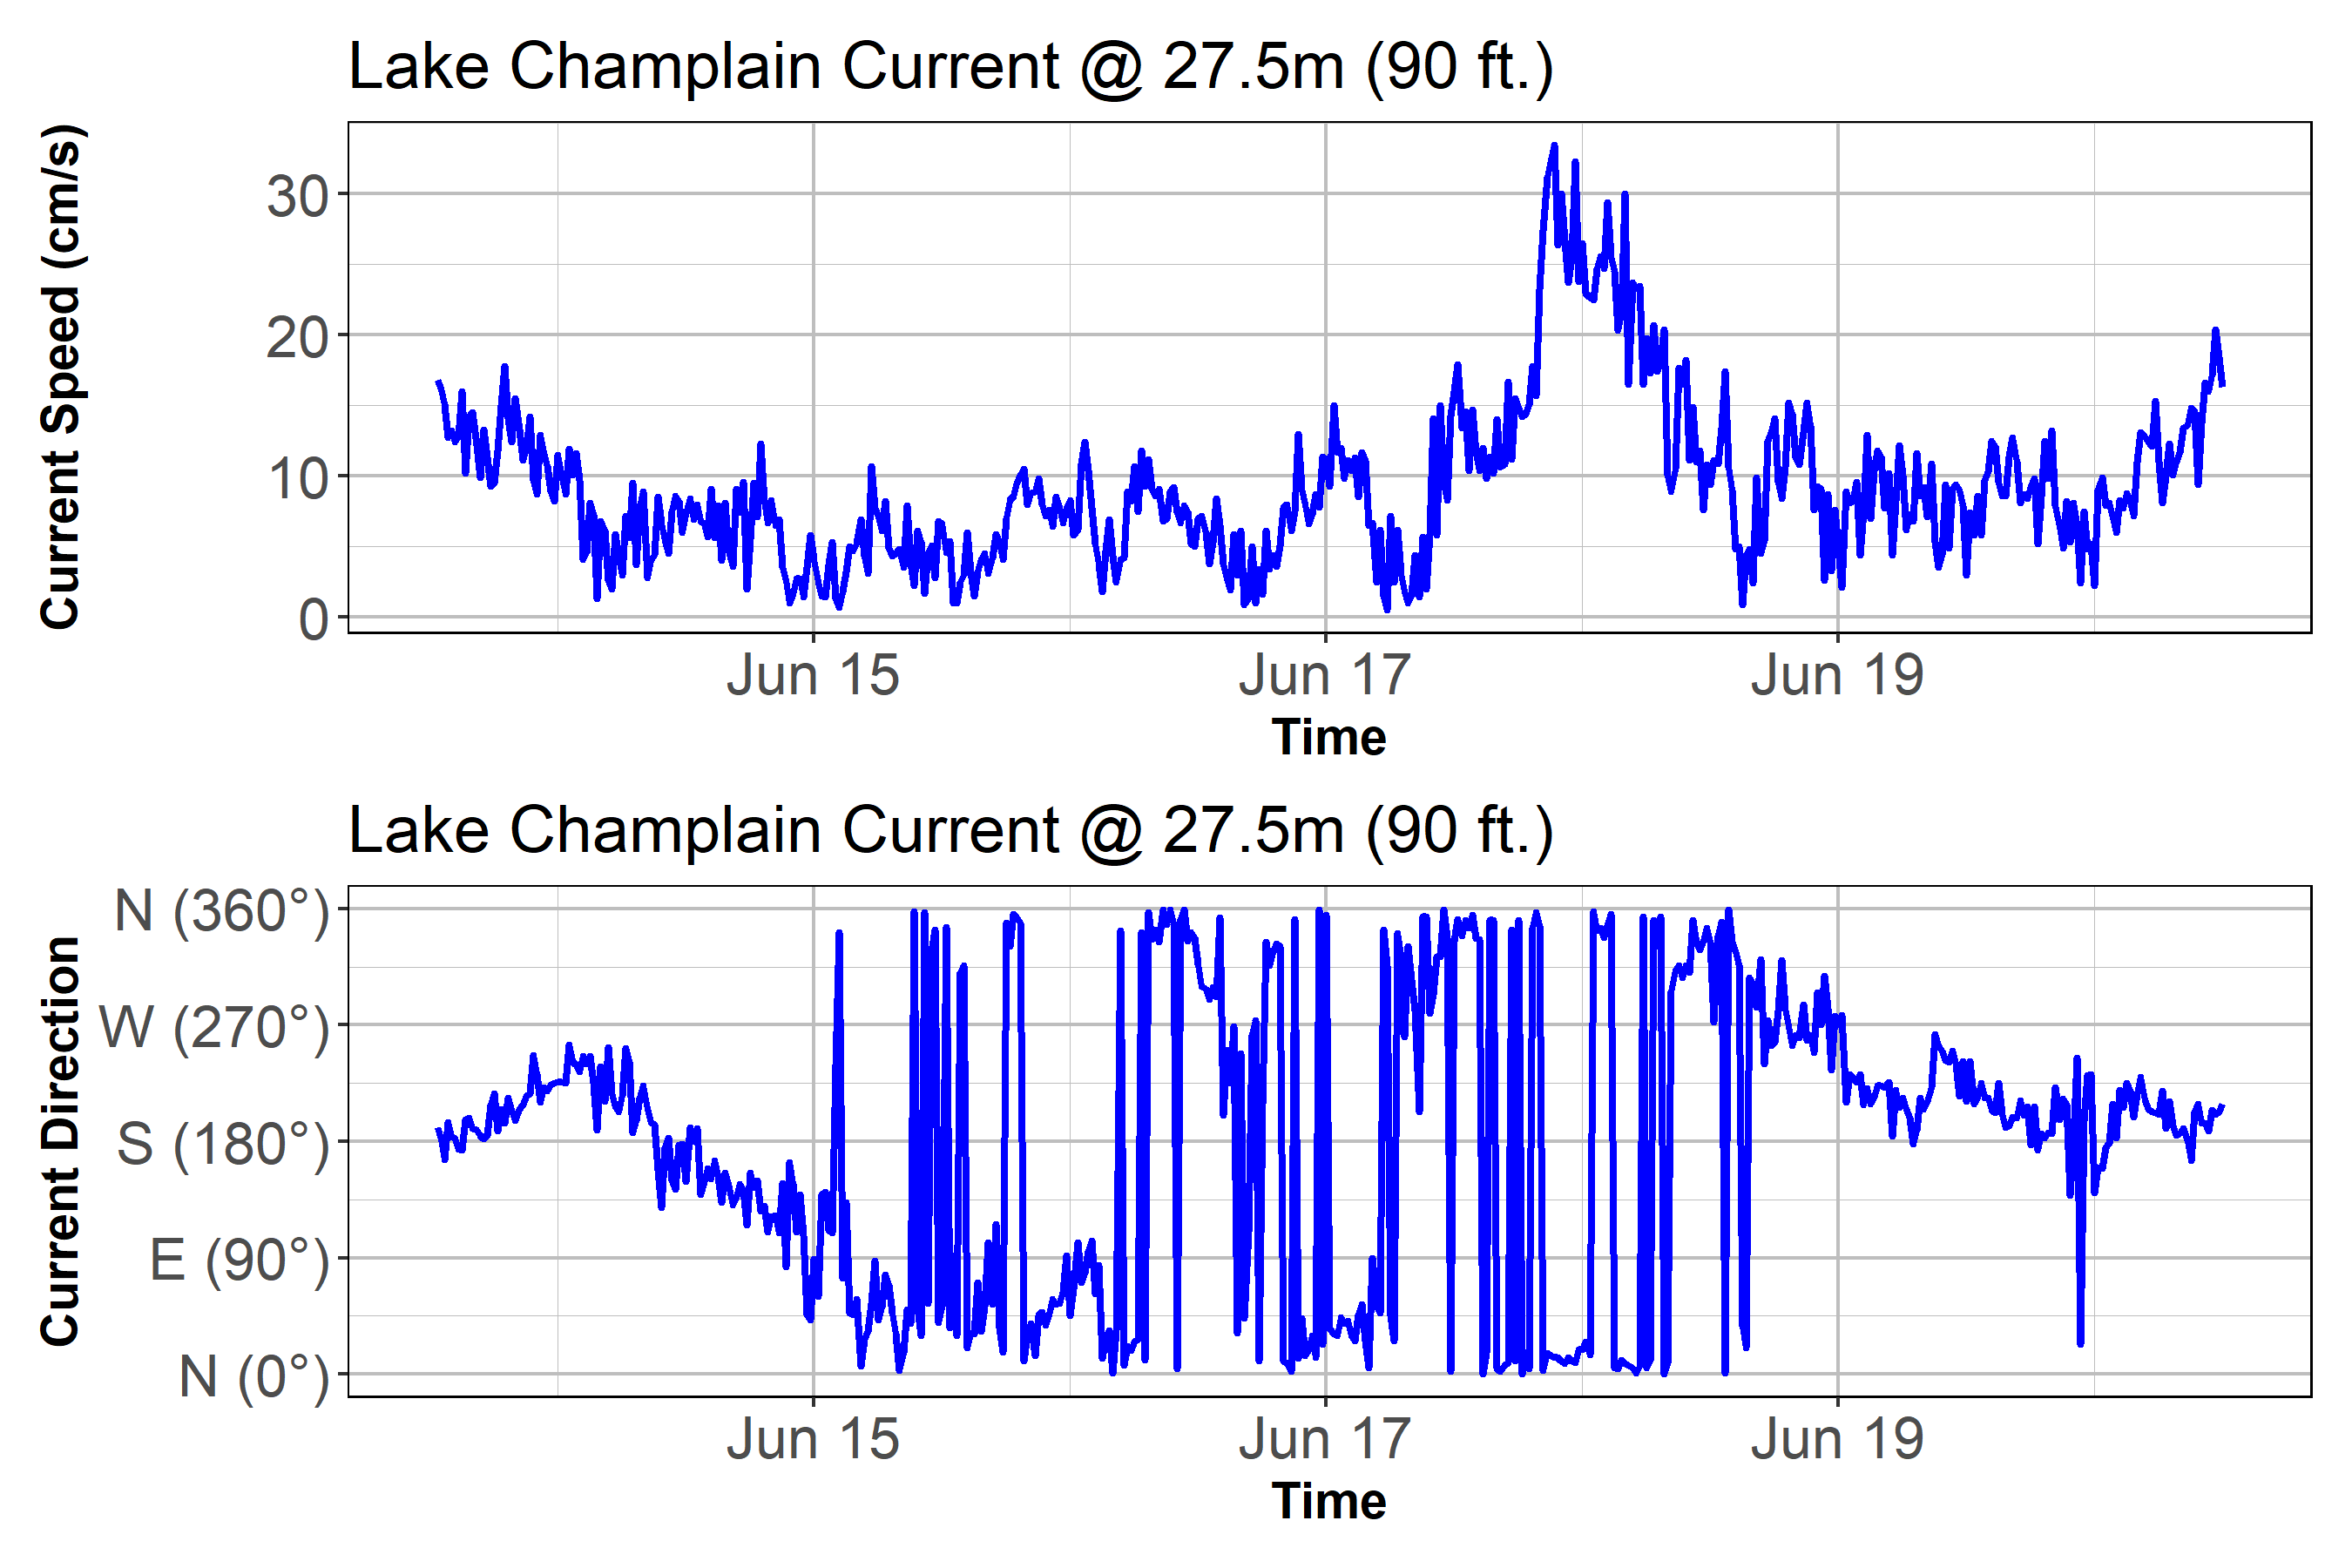 Lake Champlain Current @ 27.5m (90 ft.)
Current Speed (cm/s)
30
20
10
0
Jun 15 Jun 17 Jun 19
Time
Lake Champlain Current @ 27.5m (90 ft.)
Current Direction
N (360°)
W (270°)
S (180°)
E (90°)
N (0°)
Jun 15 Jun 17 Jun 19
Time